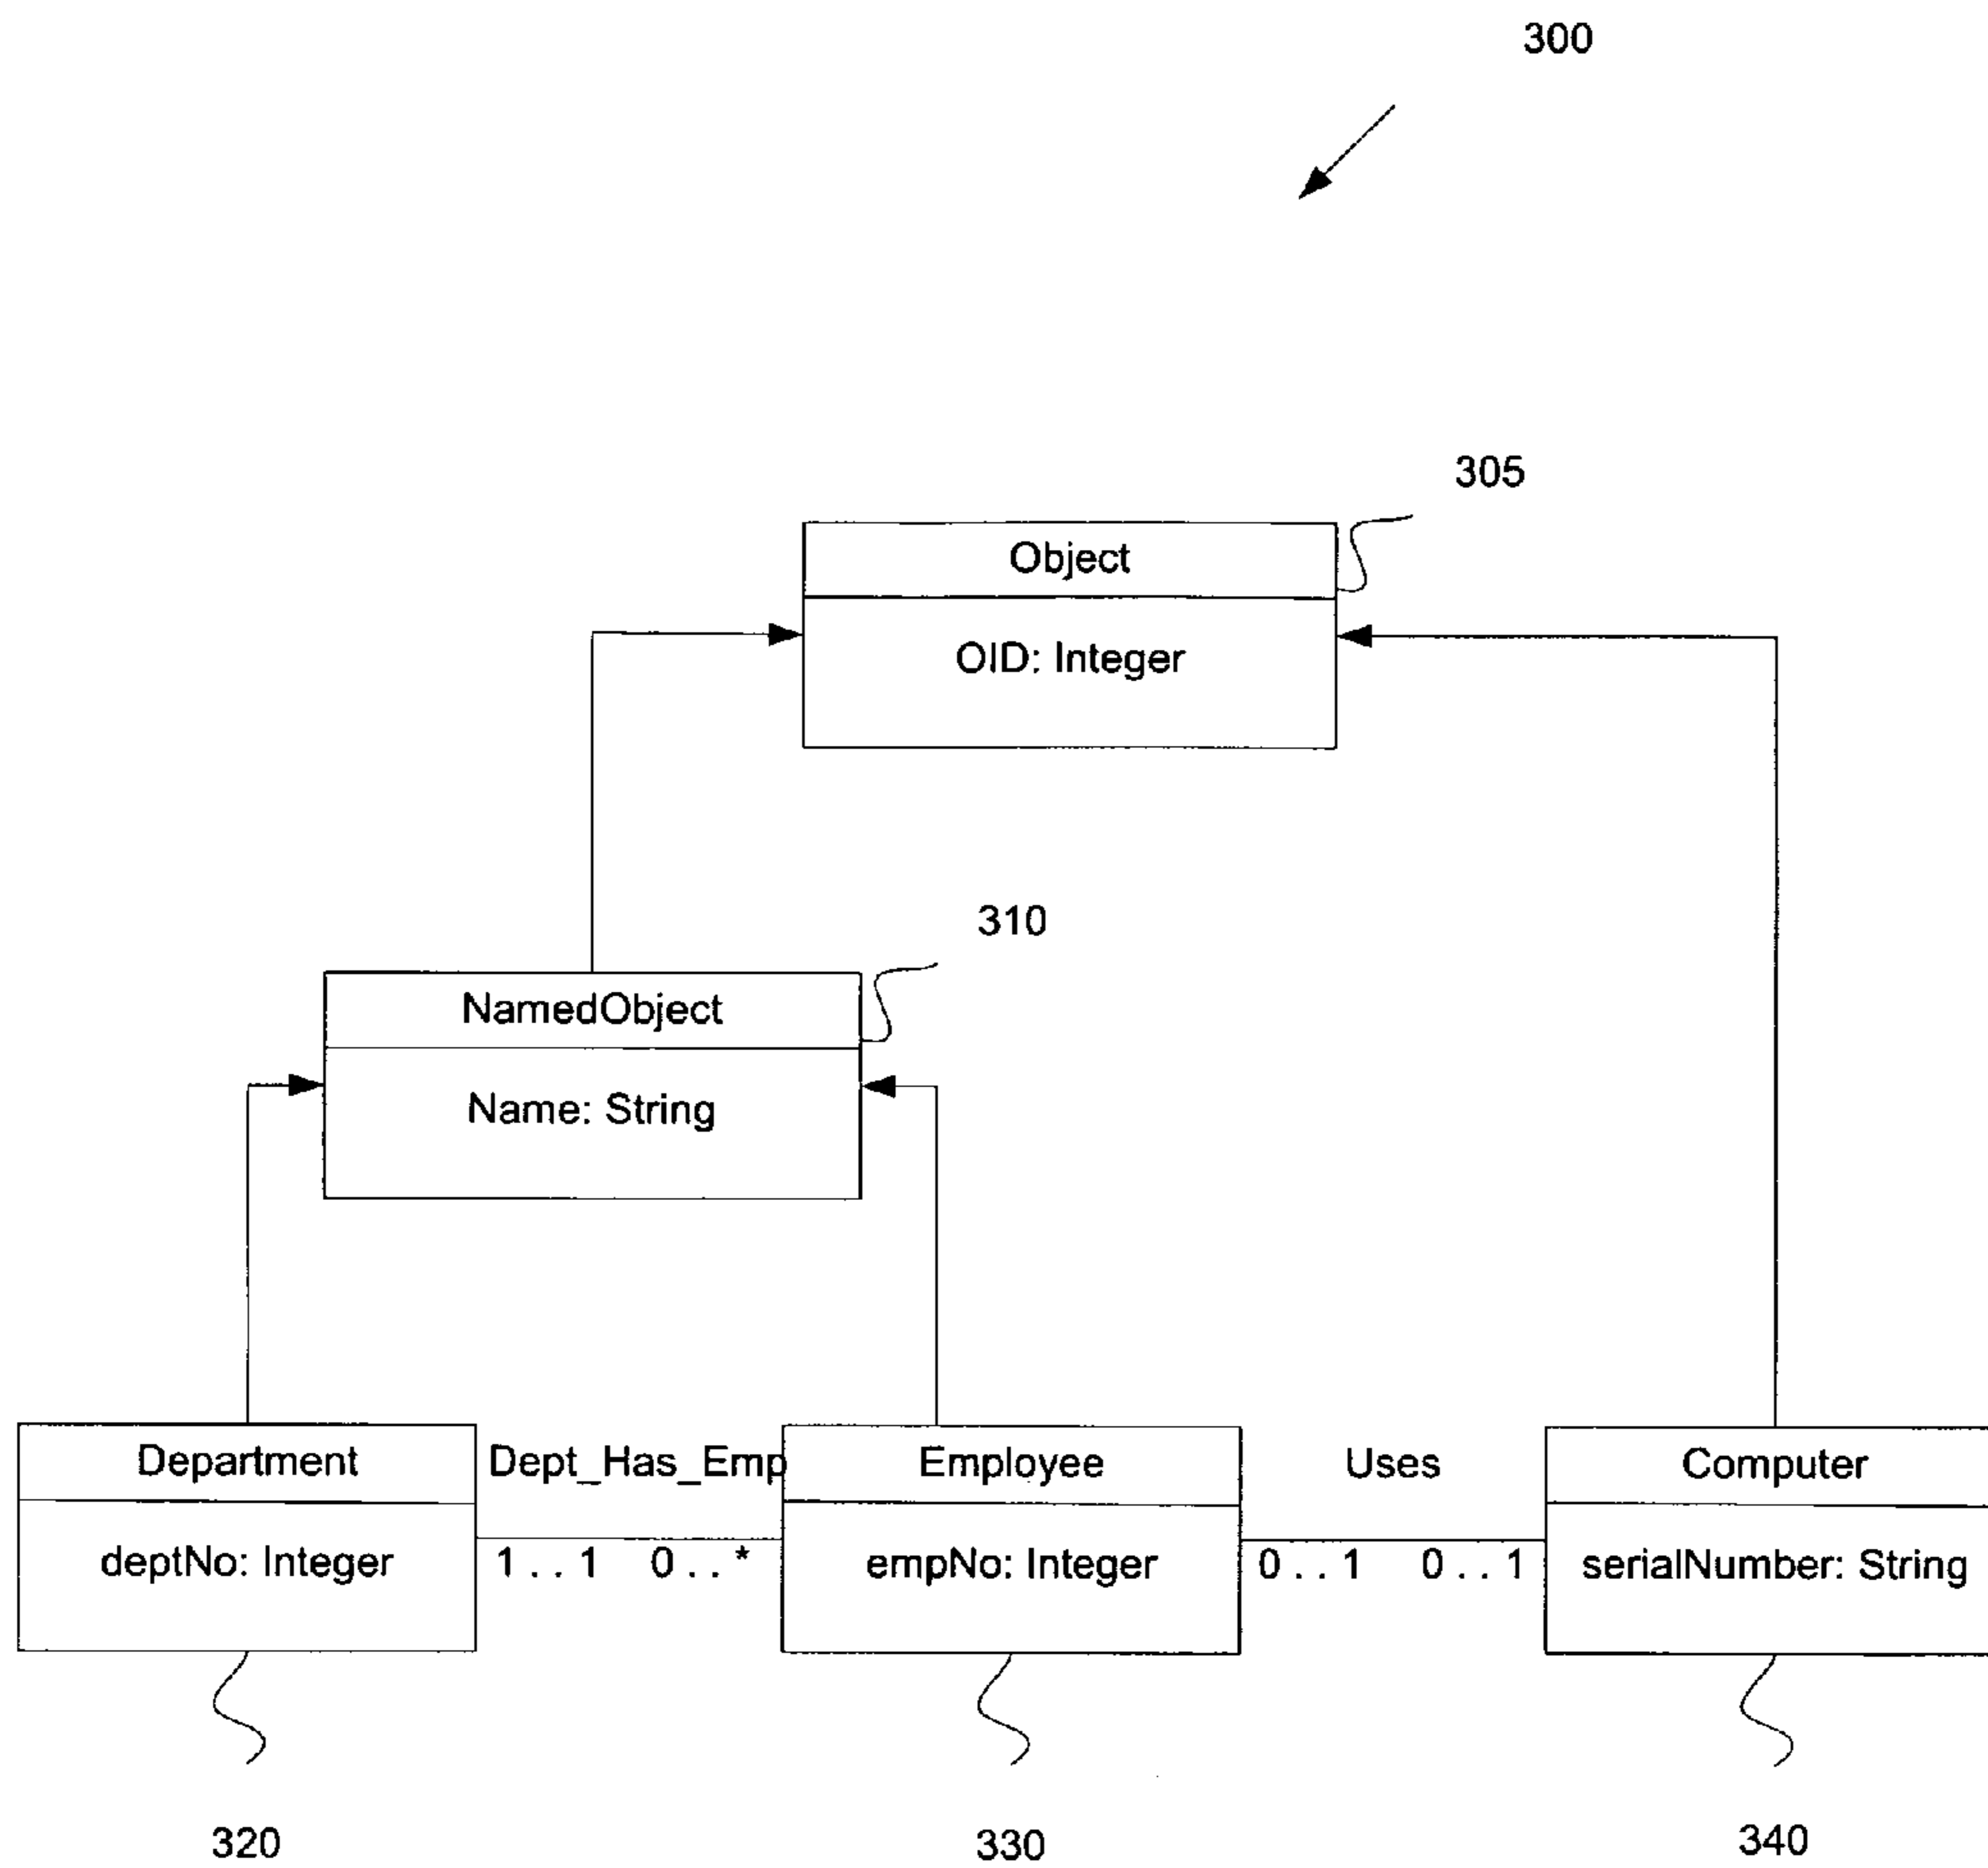 300
305
Object
OID: Integer
310
NamedObject
Name: String
Department
Dept_Has_Emp
Employee
Uses
Computer
deptNo: Integer
1..1
0..*
empNo: Integer
0..1
0..1
serialNumber: String
320
330
340